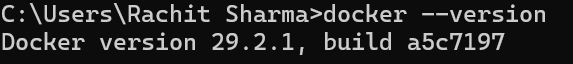 C:\Users\Rachit Sharma>docker --version
Docker version 29.2.1, build a5c7197